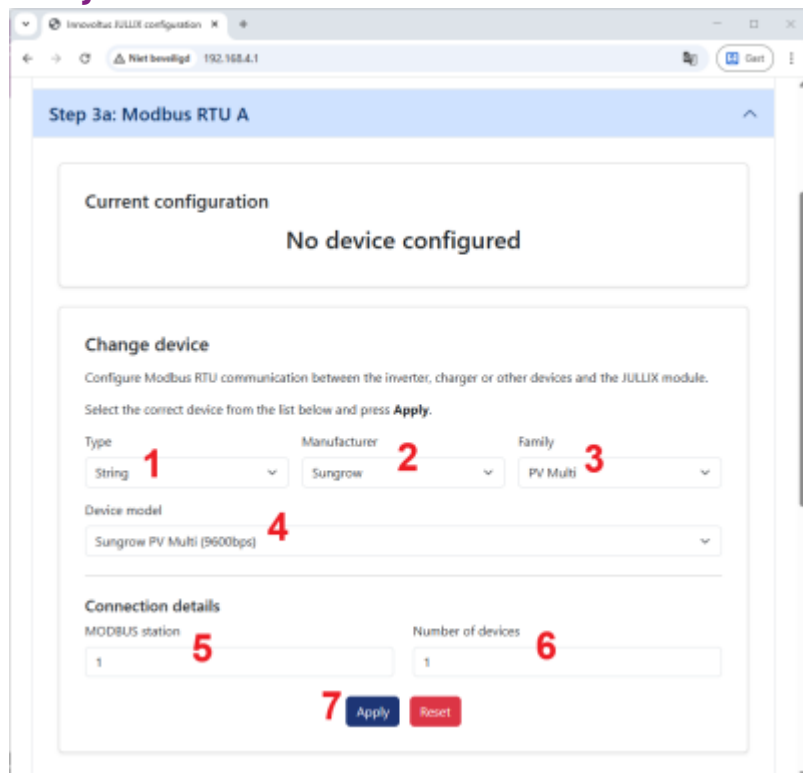 Innovoltus JULLIX configuration
Niet beveiligd 192.168.4.1 Gast
Step 3a: Modbus RTU A
Current configuration
No device configured
Change device
Configure Modbus RTU communication between the inverter, charger or other devices and the JULLIX module.
Select the correct device from the list below and press Apply.
Type Manufacturer Family
1 2 3
String Sungrow PV Multi
Device model
4
Sungrow PV Multi (9600bps)
Connection details
MODBUS station Number of devices
5 6
1 1
7 Apply Reset